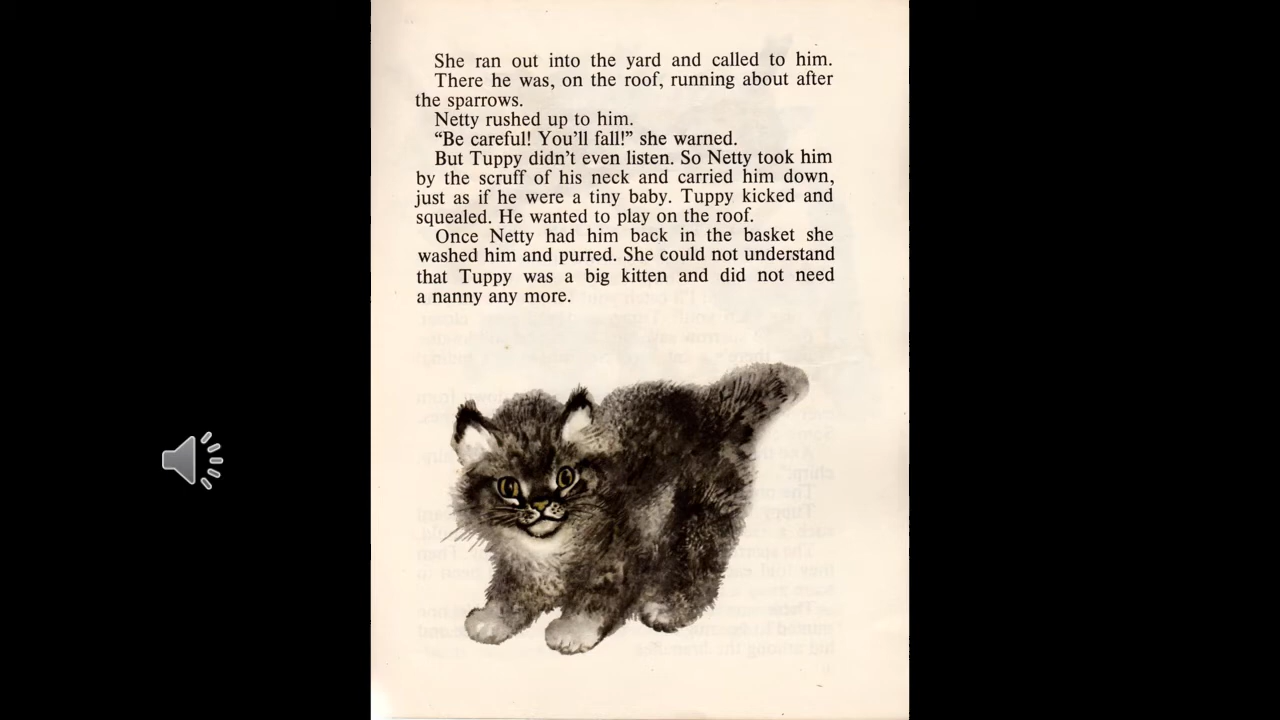 She ran out into the yard and called to him.
There he was, on the roof, running about after
the sparrows.
Netty rushed up to him.
“Be careful! You’ll fall!” she warned.
But Tuppy didn’t even listen. So Netty took him
by the scruff of his neck and carried him down,
just as if he were a tiny baby. Tuppy kicked and
squealed. He wanted to play on the roof.
Once Netty had him back in the basket she
washed him and purred. She could not understand
that Tuppy was a big kitten and did not need
a nanny any more.